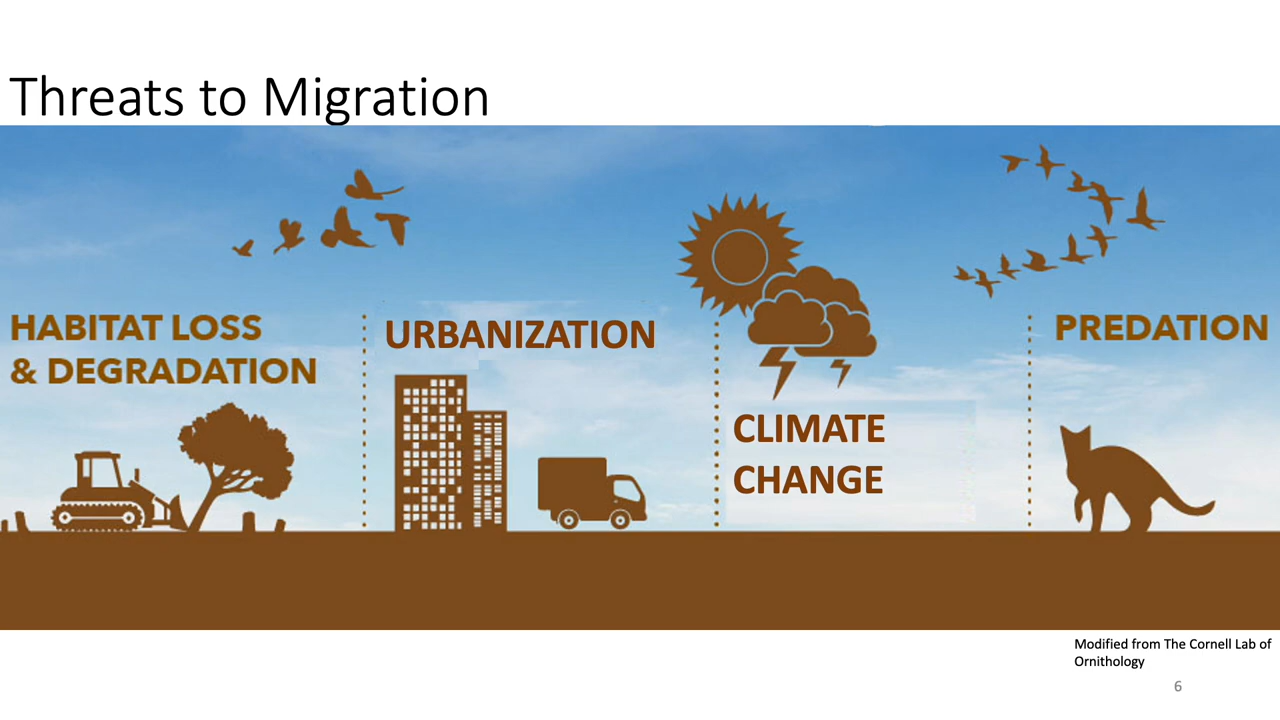 Threats to Migration
HABITAT LOSS
& DEGRADATION
URBANIZATION
CLIMATE
CHANGE
PREDATION
Modified from The Cornell Lab of
Ornithology
6